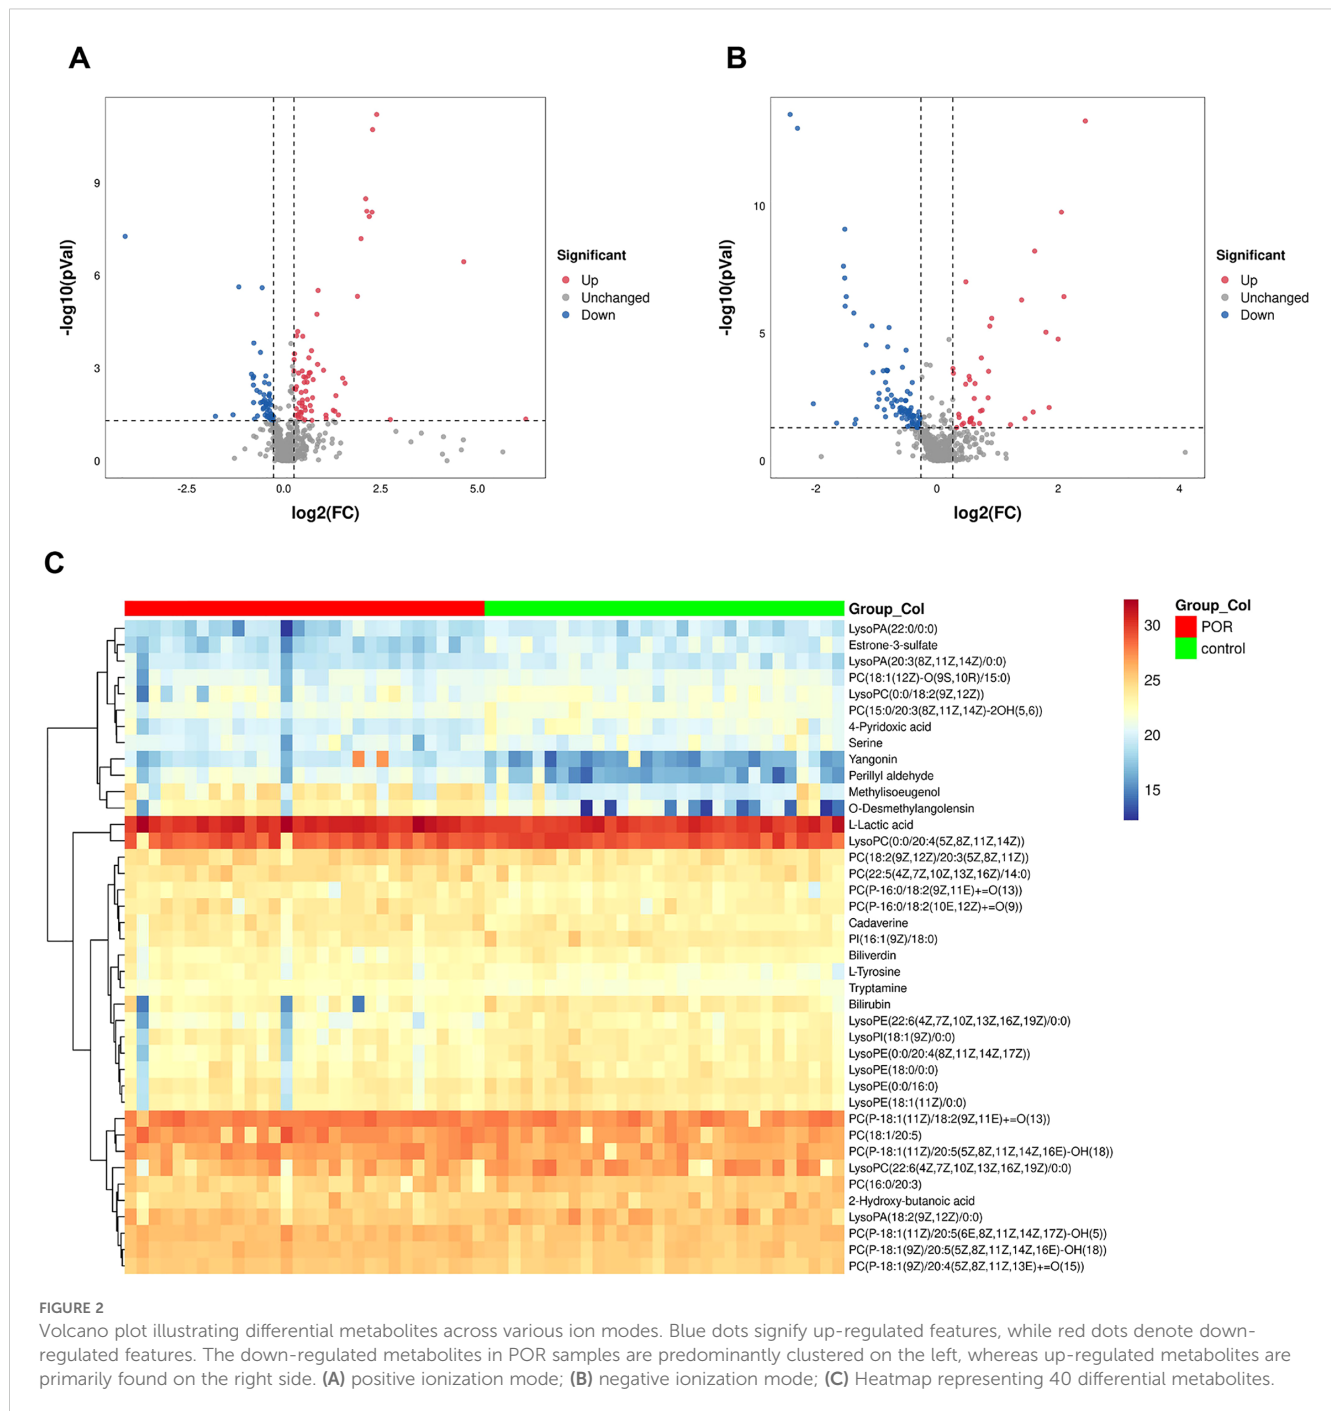 A
B
9
6
3
0
-log10(pVal)
-2.5
0.0
2.5
5.0
log2(FC)
Significant
Up
Unchanged
Down
10
5
0
-log10(pVal)
-2
0
2
4
log2(FC)
Significant
Up
Unchanged
Down
C
Group_Col
LysoPA(22:0/0:0)
Estrone-3-sulfate
LysoPA(20:3(8Z,11Z,14Z)/0:0)
PC(18:1(12Z)-O(9S,10R)/15:0)
LysoPC(0:0/18:2(9Z,12Z))
PC(15:0/20:3(8Z,11Z,14Z)-2OH(5,6))
4-Pyridoxic acid
Serine
Yangonin
Perillyl aldehyde
Methylisoeugenol
O-Desmethylangolensin
L-Lactic acid
LysoPC(0:0/20:4(5Z,8Z,11Z,14Z))
PC(18:2(9Z,12Z)/20:3(5Z,8Z,11Z))
PC(22:5(4Z,7Z,10Z,13Z,16Z)/14:0)
PC(P-16:0/18:2(9Z,11E)+=O(13))
PC(P-16:0/18:2(10E,12Z)+=O(9))
Cadaverine
PI(16:1(9Z)/18:0)
Biliverdin
L-Tyrosine
Tryptamine
Bilirubin
LysoPE(22:6(4Z,7Z,10Z,13Z,16Z,19Z)/0:0)
LysoPI(18:1(9Z)/0:0)
LysoPE(0:0/20:4(8Z,11Z,14Z,17Z))
LysoPE(18:0/0:0)
LysoPE(0:0/16:0)
LysoPE(18:1(11Z)/0:0)
PC(P-18:1(11Z)/18:2(9Z,11E)+=O(13))
PC(18:1/20:5)
PC(P-18:1(11Z)/20:5(5Z,8Z,11Z,14Z,16E)-OH(18))
LysoPC(22:6(4Z,7Z,10Z,13Z,16Z,19Z)/0:0)
PC(16:0/20:3)
2-Hydroxy-butanoic acid
LysoPA(18:2(9Z,12Z)/0:0)
PC(P-18:1(11Z)/20:5(6E,8Z,11Z,14Z,17Z)-OH(5))
PC(P-18:1(9Z)/20:5(5Z,8Z,11Z,14Z,16E)-OH(18))
PC(P-18:1(9Z)/20:4(5Z,8Z,11Z,13E)+=O(15))
30
25
20
15
Group_Col
POR
control
FIGURE 2
Volcano plot illustrating differential metabolites across various ion modes. Blue dots signify up-regulated features, while red dots denote down-
regulated features. The down-regulated metabolites in POR samples are predominantly clustered on the left, whereas up-regulated metabolites are
primarily found on the right side. (A) positive ionization mode; (B) negative ionization mode; (C) Heatmap representing 40 differential metabolites.